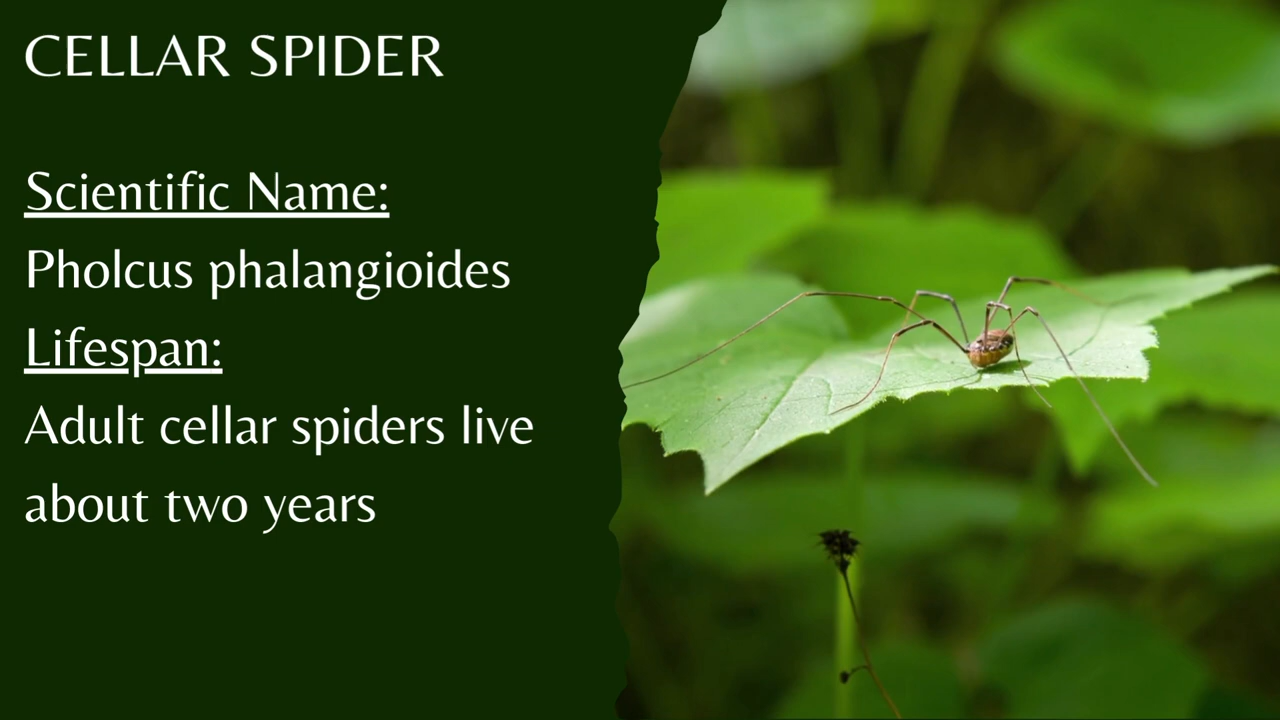 CELLAR SPIDER
Scientific Name:
Pholcus phalangioides
Lifespan:
Adult cellar spiders live
about two years